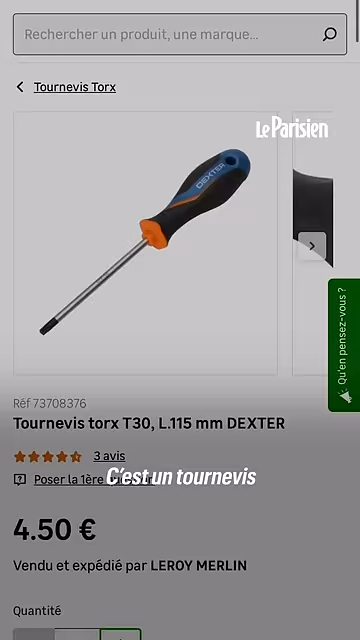 Rechercher un produit, une marque...
Tournevis Torx
Le Parisien
DEXTER
Qu'en pensez-vous ?
Réf 73708376
Tournevis torx T30, L.115 mm DEXTER
3 avis
Poser la 1ère
C'est un tournevis
4.50 €
Vendu et expédié par LEROY MERLIN
Quantité